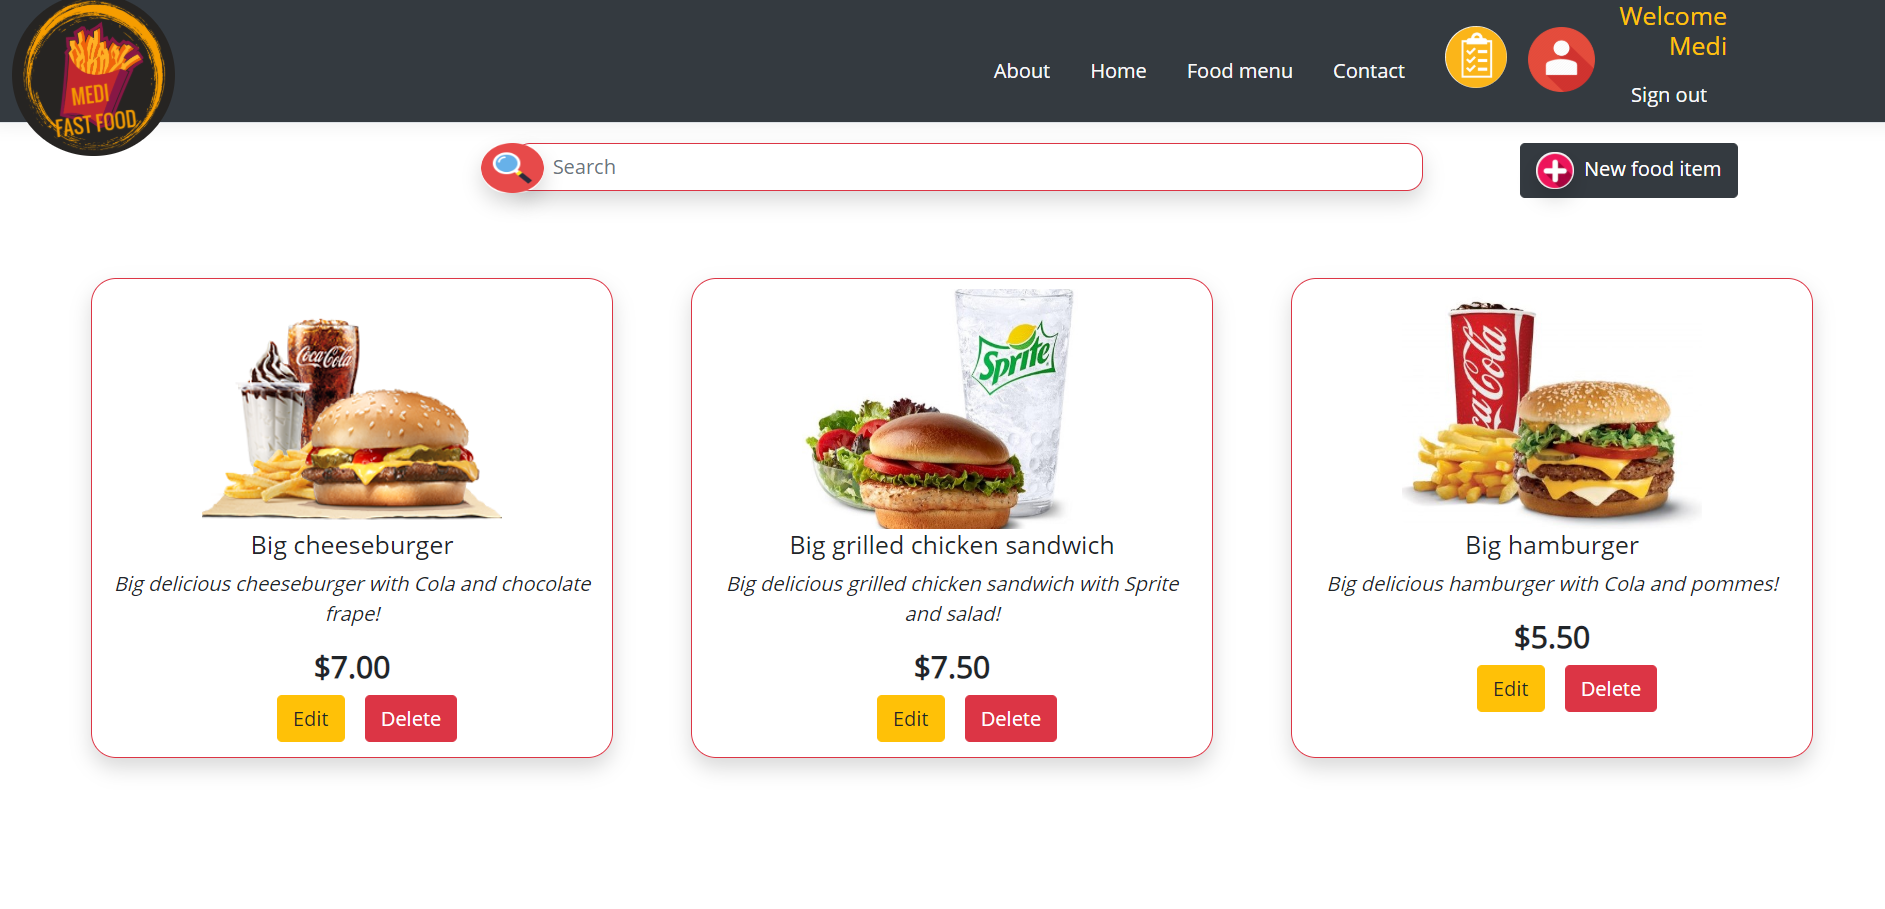 MEDI
FAST FOOD
About
Home
Food menu
Contact
Welcome
Medi
Sign out
Search
New food item
Coca-Cola
Big cheeseburger
Big delicious cheeseburger with Cola and chocolate
frape!
$7.00
Edit
Delete
Sprite
Big grilled chicken sandwich
Big delicious grilled chicken sandwich with Sprite
and salad!
$7.50
Edit
Delete
ca-Cola
Big hamburger
Big delicious hamburger with Cola and pommes!
$5.50
Edit
Delete